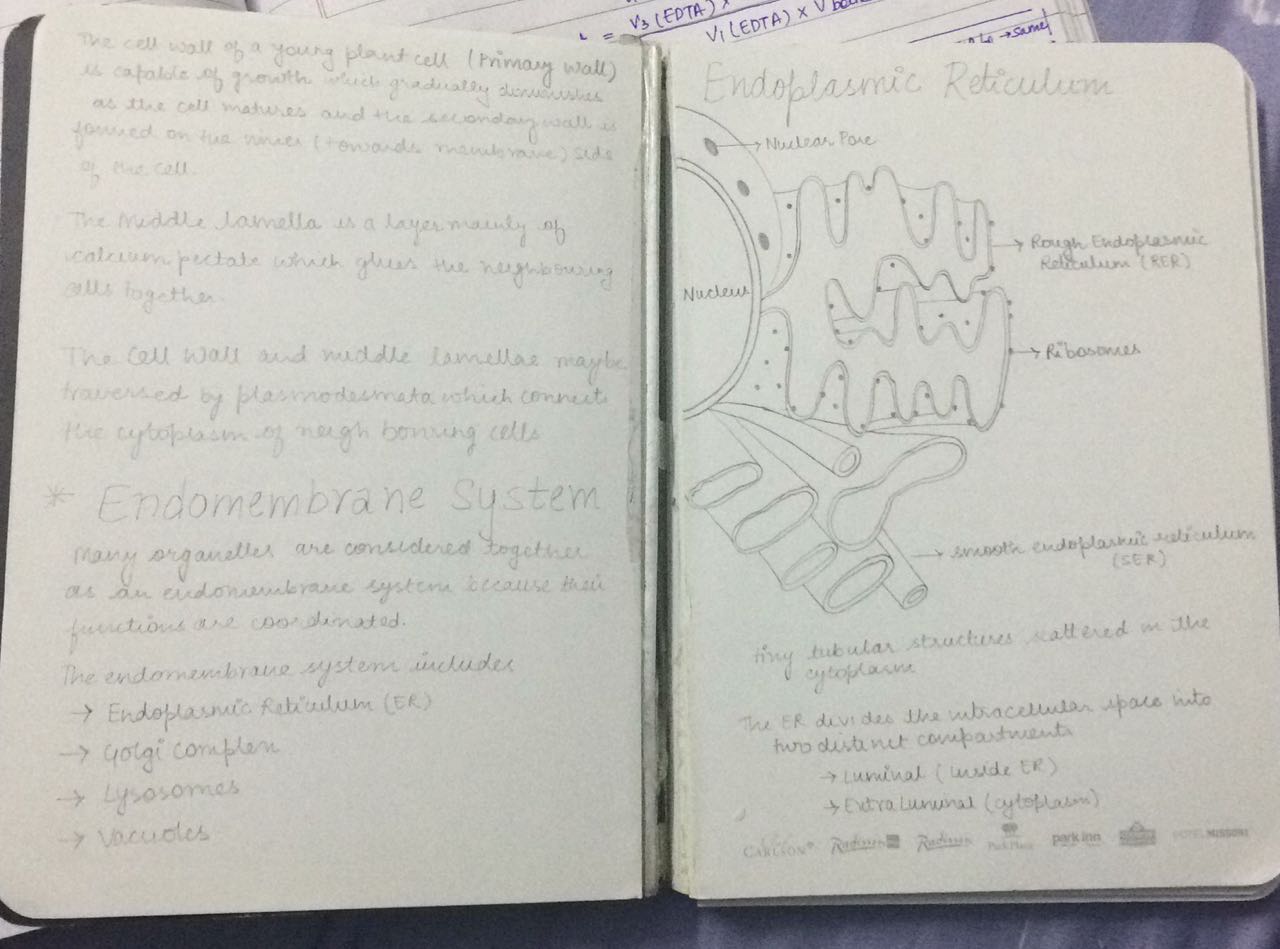 V3 (EDTA) ×
V1 (EDTA) × V
→ same
The cell wall of a young plant cell (Primary Wall)
is capable of growth which gradually diminishes
as the cell matures and the secondary wall is
formed on the inner (towards membrane) side
of the cell.
The Middle lamella is a layer mainly of
calcium pectate which glues the neighbouring
cells together.
The Cell Wall and middle lamellae maybe
traversed by plasmodesmata which connects
the cytoplasm of neigh bouring cells
* Endomembrane System
Many organelles are considered together
as an endomembrane system because their
functions are coordinated.
The endomembrane system includes
→ Endoplasmic Reticulum (ER)
→ Golgi Complex
→ Lysosomes
→ Vacuoles
Endoplasmic Reticulum
→ Nuclear Pore
→ Rough Endoplasmic
Reticulum (RER)
Nucleus
→ Ribosomes
→ smooth endoplasmic reticulum
(SER)
tiny tubular structures scattered in the
cytoplasm
The ER divides the intracellular space into
two distinct compartments
→ Luminal (inside ER)
→ Extra Luminal (cytoplasm)
CARLSON® Radisson Radisson Park Plaza park inn HOTEL MISSONI